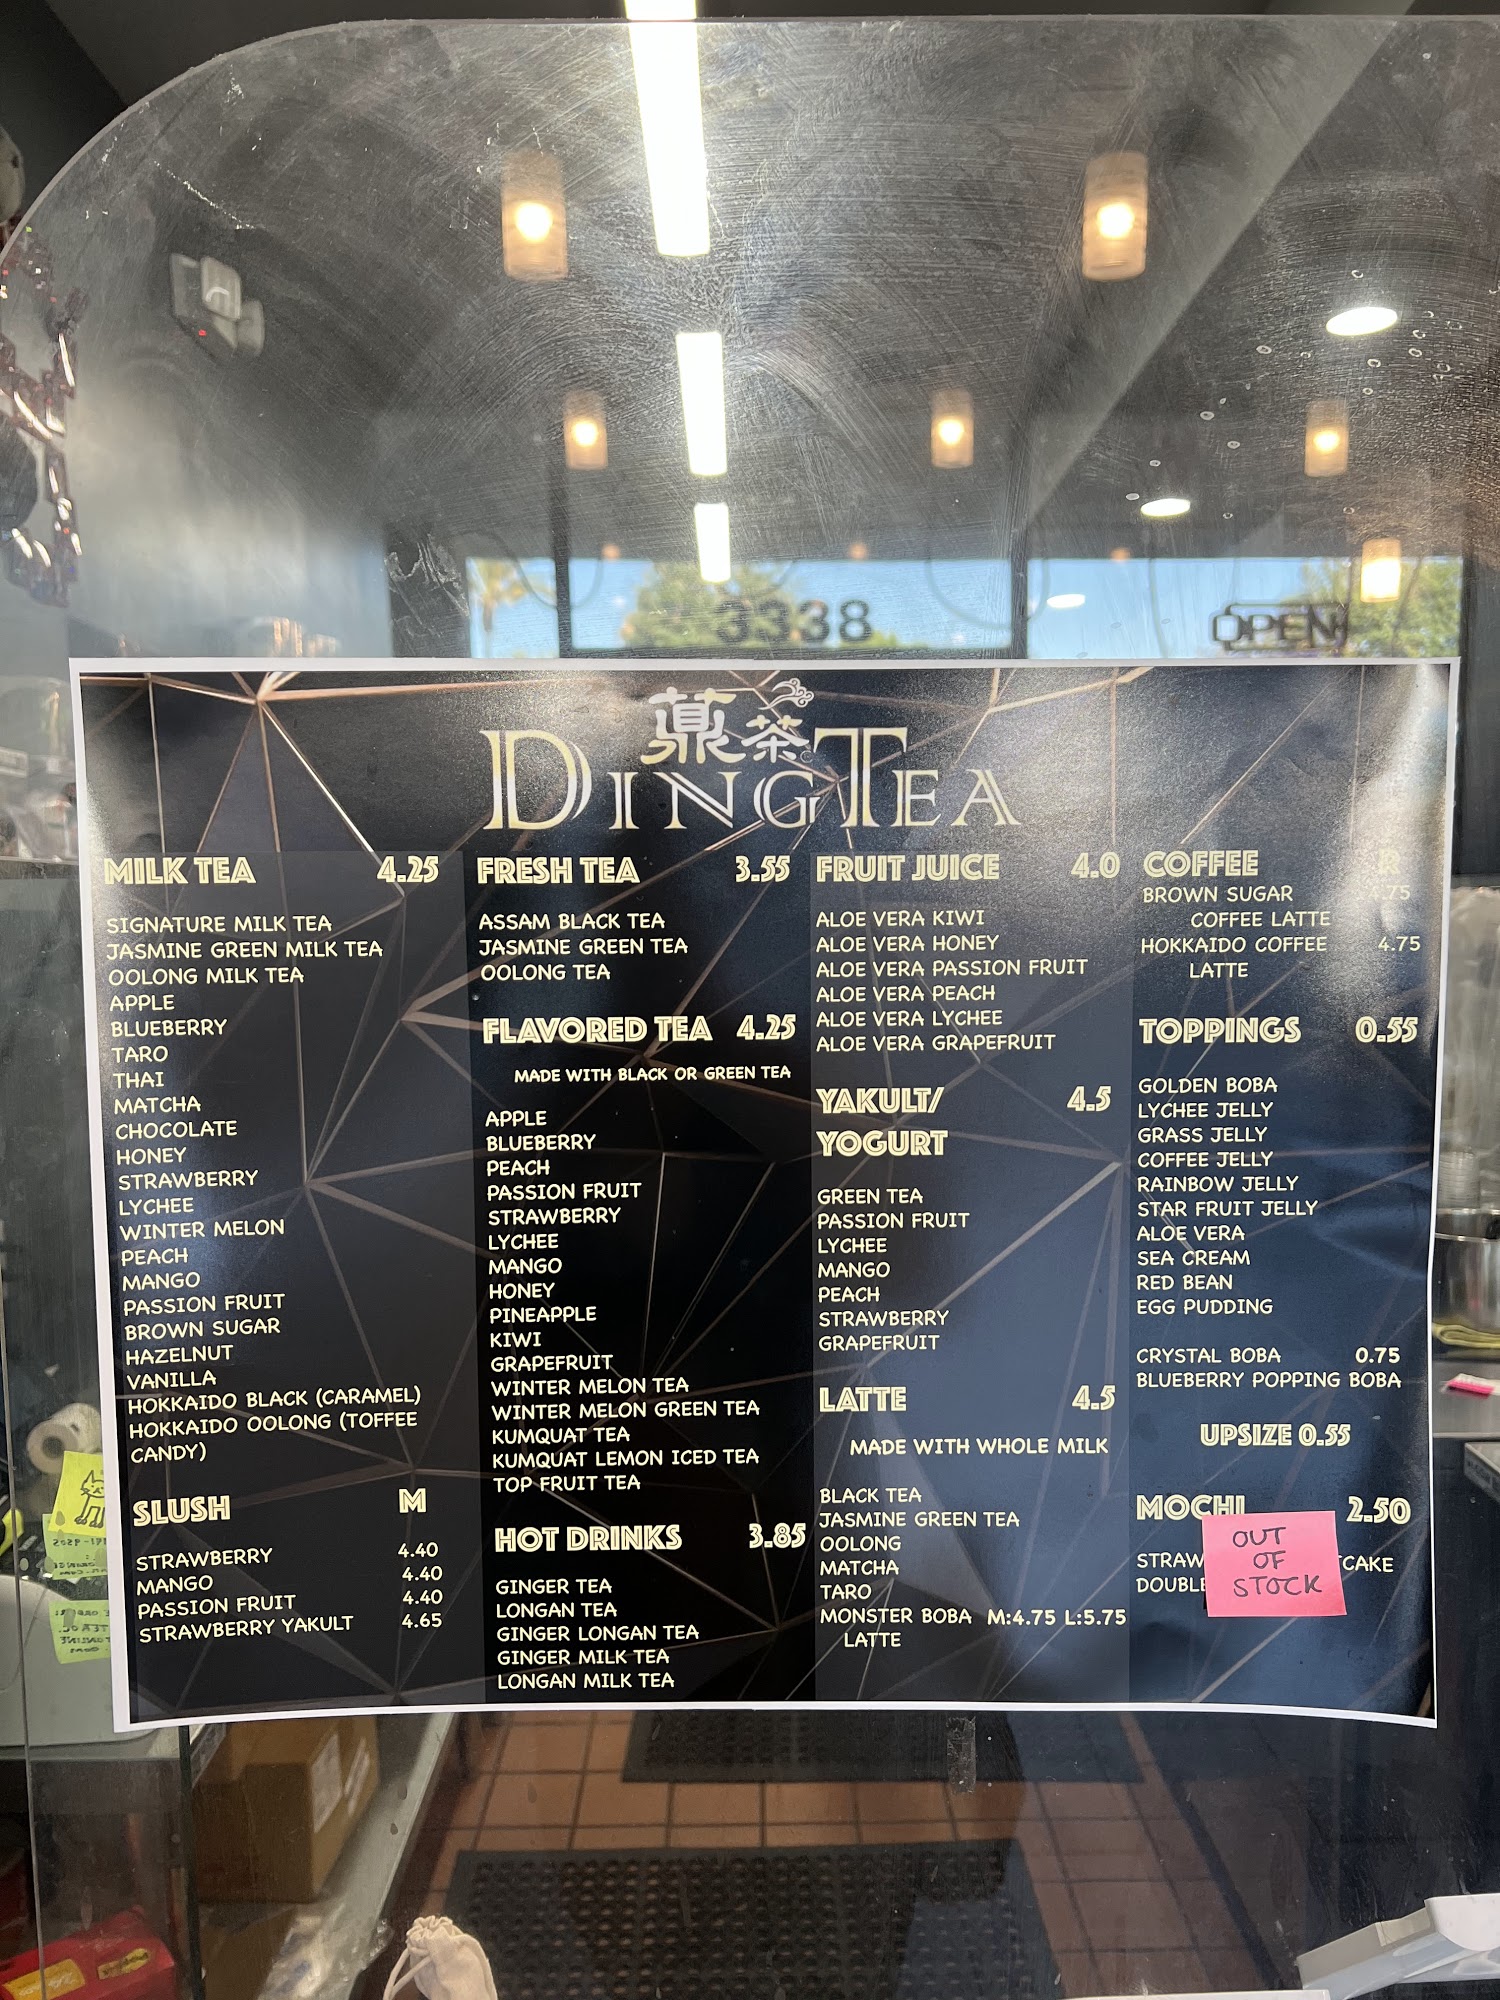 3338
OPEN
薡茶
DINGTEA
MILK TEA 4.25
SIGNATURE MILK TEA
JASMINE GREEN MILK TEA
OOLONG MILK TEA
APPLE
BLUEBERRY
TARO
THAI
MATCHA
CHOCOLATE
HONEY
STRAWBERRY
LYCHEE
WINTER MELON
PEACH
MANGO
PASSION FRUIT
BROWN SUGAR
HAZELNUT
VANILLA
HOKKAIDO BLACK (CARAMEL)
HOKKAIDO OOLONG (TOFFEE
CANDY)
SLUSH M
STRAWBERRY 4.40
MANGO 4.40
PASSION FRUIT 4.40
STRAWBERRY YAKULT 4.65
FRESH TEA 3.55
ASSAM BLACK TEA
JASMINE GREEN TEA
OOLONG TEA
FLAVORED TEA 4.25
MADE WITH BLACK OR GREEN TEA
APPLE
BLUEBERRY
PEACH
PASSION FRUIT
STRAWBERRY
LYCHEE
MANGO
HONEY
PINEAPPLE
KIWI
GRAPEFRUIT
WINTER MELON TEA
WINTER MELON GREEN TEA
KUMQUAT TEA
KUMQUAT LEMON ICED TEA
TOP FRUIT TEA
HOT DRINKS 3.85
GINGER TEA
LONGAN TEA
GINGER LONGAN TEA
GINGER MILK TEA
LONGAN MILK TEA
FRUIT JUICE 4.0
ALOE VERA KIWI
ALOE VERA HONEY
ALOE VERA PASSION FRUIT
ALOE VERA PEACH
ALOE VERA LYCHEE
ALOE VERA GRAPEFRUIT
YAKULT/ 4.5
YOGURT
GREEN TEA
PASSION FRUIT
LYCHEE
MANGO
PEACH
STRAWBERRY
GRAPEFRUIT
LATTE 4.5
MADE WITH WHOLE MILK
BLACK TEA
JASMINE GREEN TEA
OOLONG
MATCHA
TARO
MONSTER BOBA M:4.75 L:5.75
LATTE
COFFEE R
BROWN SUGAR 4.75
COFFEE LATTE
HOKKAIDO COFFEE 4.75
LATTE
TOPPINGS 0.55
GOLDEN BOBA
LYCHEE JELLY
GRASS JELLY
COFFEE JELLY
RAINBOW JELLY
STAR FRUIT JELLY
ALOE VERA
SEA CREAM
RED BEAN
EGG PUDDING
CRYSTAL BOBA 0.75
BLUEBERRY POPPING BOBA
UPSIZE 0.55
MOCHI 2.50
STRAW
CAKE
DOUBLE
OUT
OF
STOCK